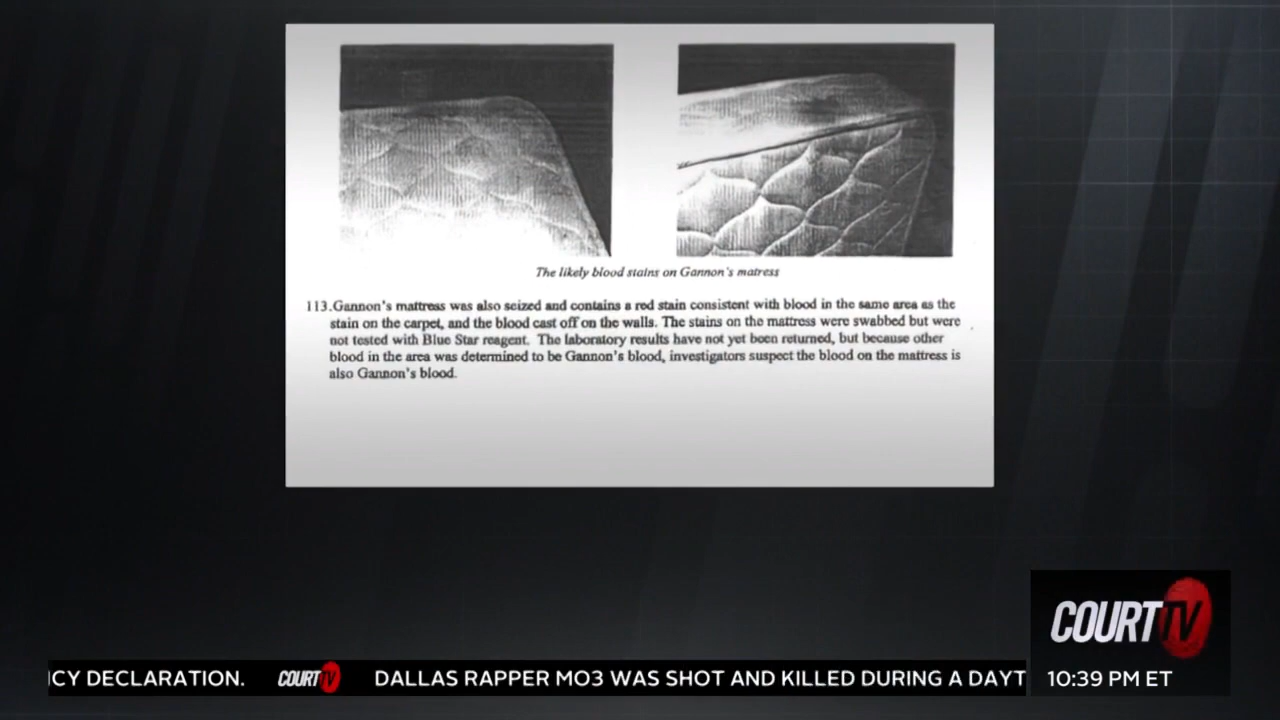 The likely blood stains on Gannon's matress
113.Gannon's mattress was also seized and contains a red stain consistent with blood in the same area as the
stain on the carpet, and the blood cast off on the walls. The stains on the mattress were swabbed but were
not tested with Blue Star reagent. The laboratory results have not yet been returned, but because other
blood in the area was determined to be Gannon's blood, investigators suspect the blood on the mattress is
also Gannon's blood.
COURT TV
CY DECLARATION. COURT TV DALLAS RAPPER MO3 WAS SHOT AND KILLED DURING A DAYT
10:39 PM ET